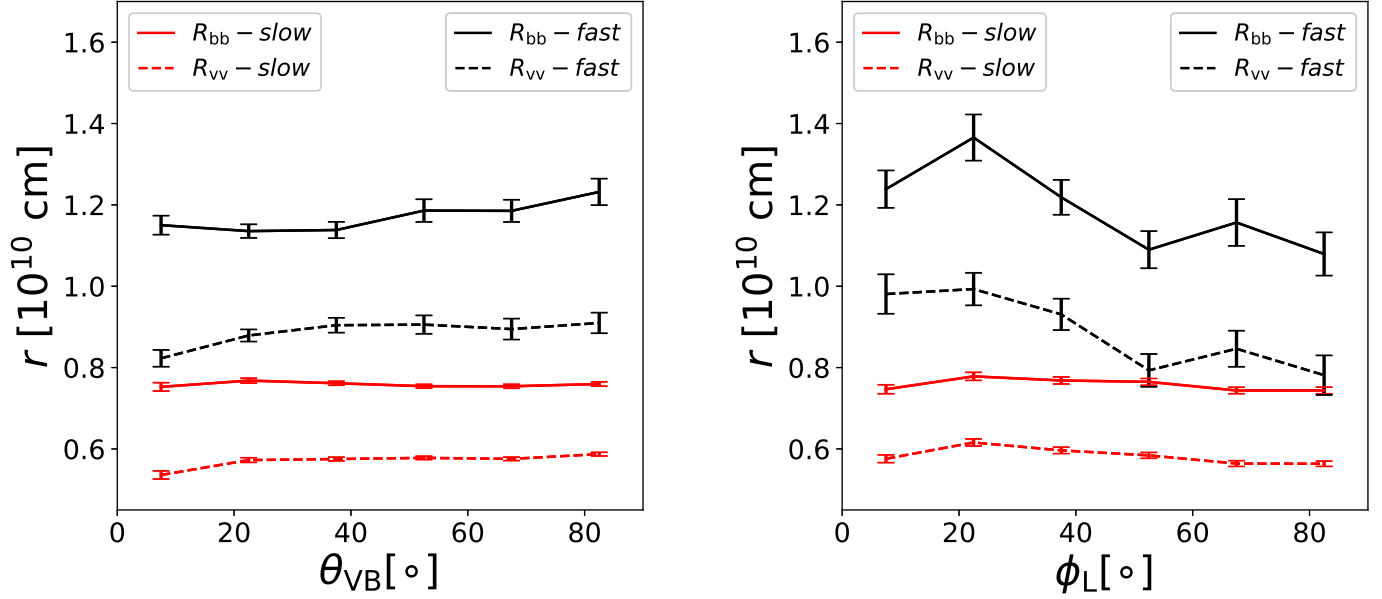 R_bb − slow
R_vv − slow
R_bb − fast
R_vv − fast
1.6
1.4
1.2
1.0
0.8
0.6
r [10^10 cm]
0 20 40 60 80
θ_VB[∘]
R_bb − slow
R_vv − slow
R_bb − fast
R_vv − fast
1.6
1.4
1.2
1.0
0.8
0.6
r [10^10 cm]
0 20 40 60 80
ϕ_L[∘]